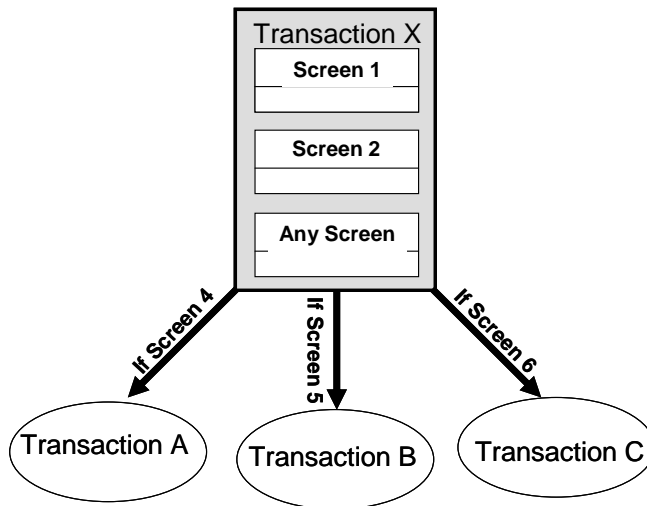 Transaction X
Screen 1
Screen 2
Any Screen
If Screen 4
If Screen 5
If Screen 6
Transaction A
Transaction B
Transaction C